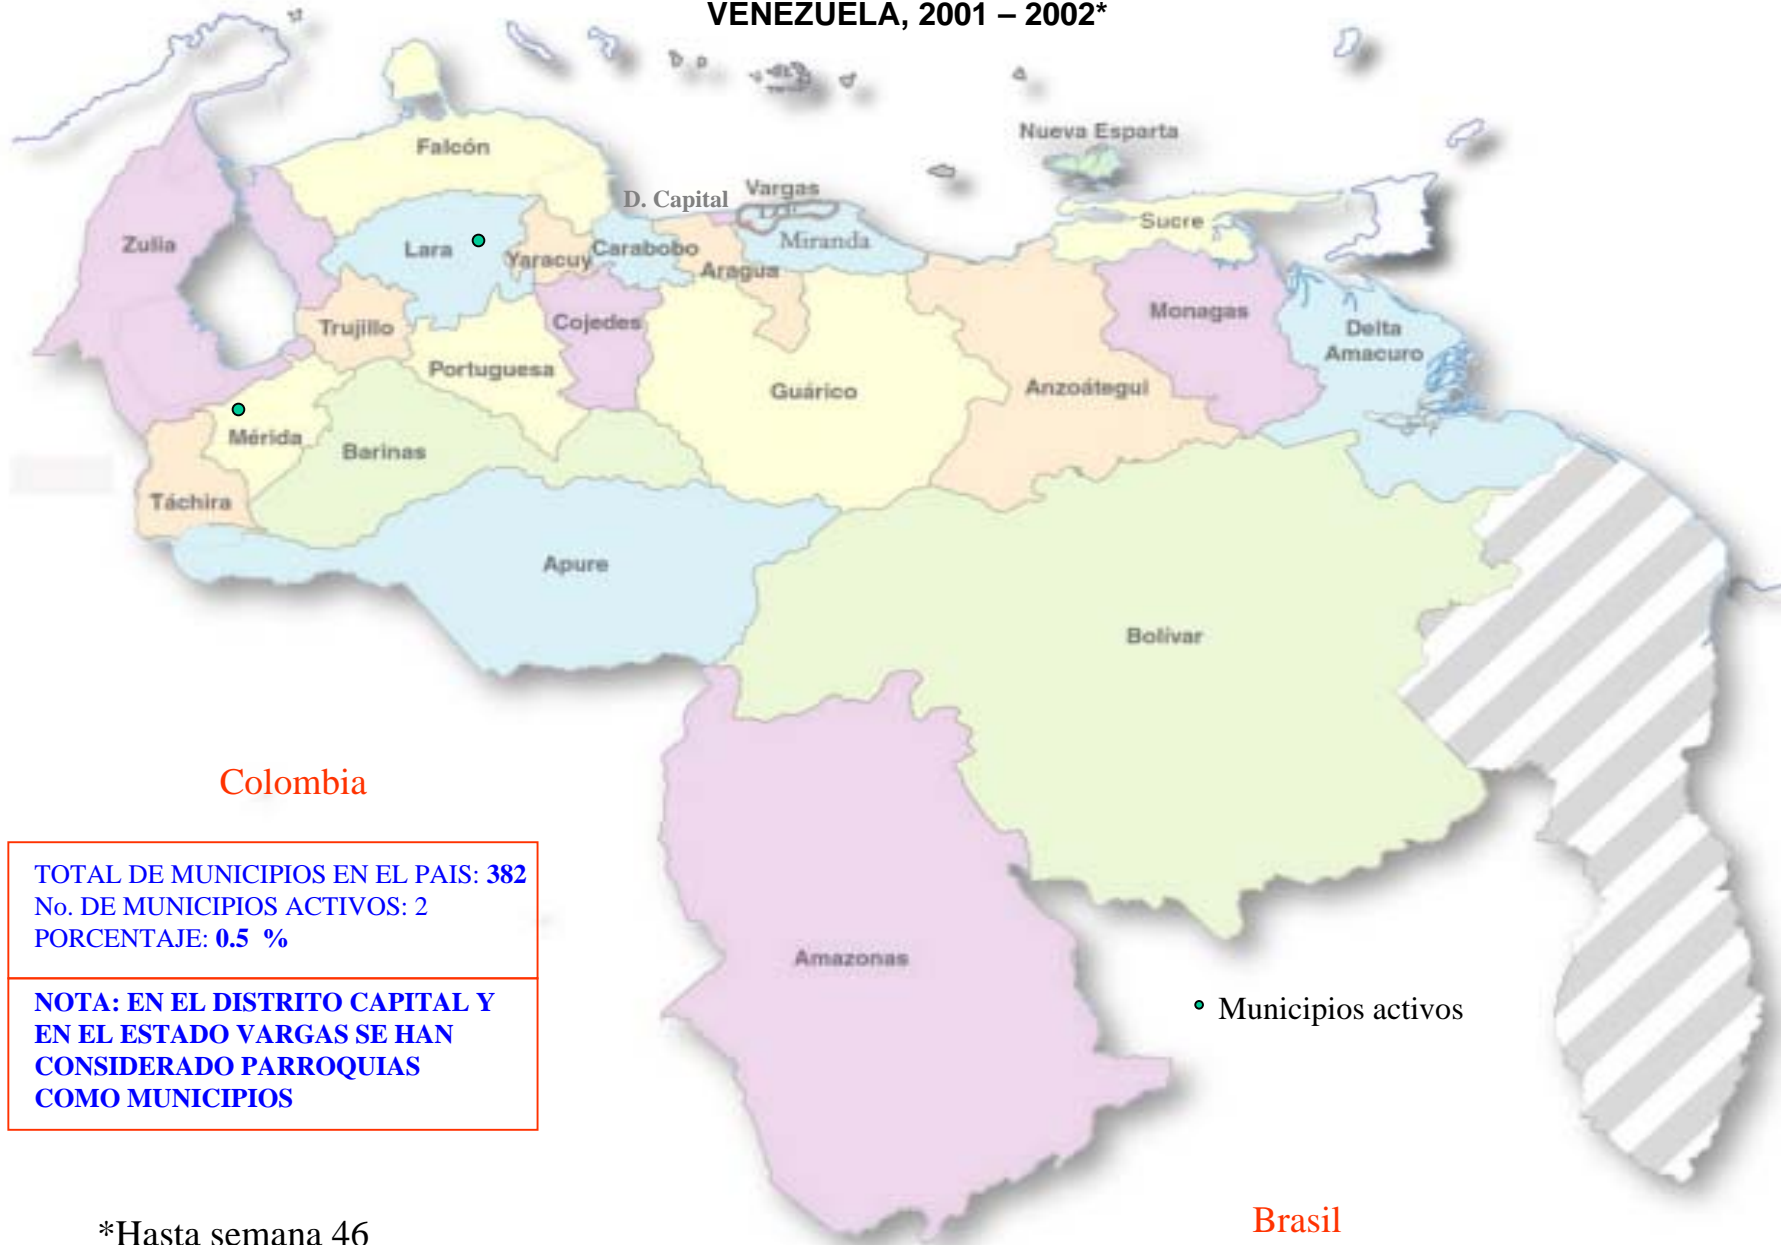 VENEZUELA, 2001 – 2002*
Nueva Esparta
Falcón
Vargas
D. Capital
Sucre
Zulia
Lara
Yaracuy
Carabobo
Miranda
Aragua
Trujillo
Cojedes
Monagas
Delta
Amacuro
Portuguesa
Guárico
Anzoátegui
Mérida
Barinas
Táchira
Apure
Bolívar
Colombia
TOTAL DE MUNICIPIOS EN EL PAIS: 382
No. DE MUNICIPIOS ACTIVOS: 2
PORCENTAJE: 0.5 %
NOTA: EN EL DISTRITO CAPITAL Y
EN EL ESTADO VARGAS SE HAN
CONSIDERADO PARROQUIAS
COMO MUNICIPIOS
Amazonas
Municipios activos
*Hasta semana 46
Brasil